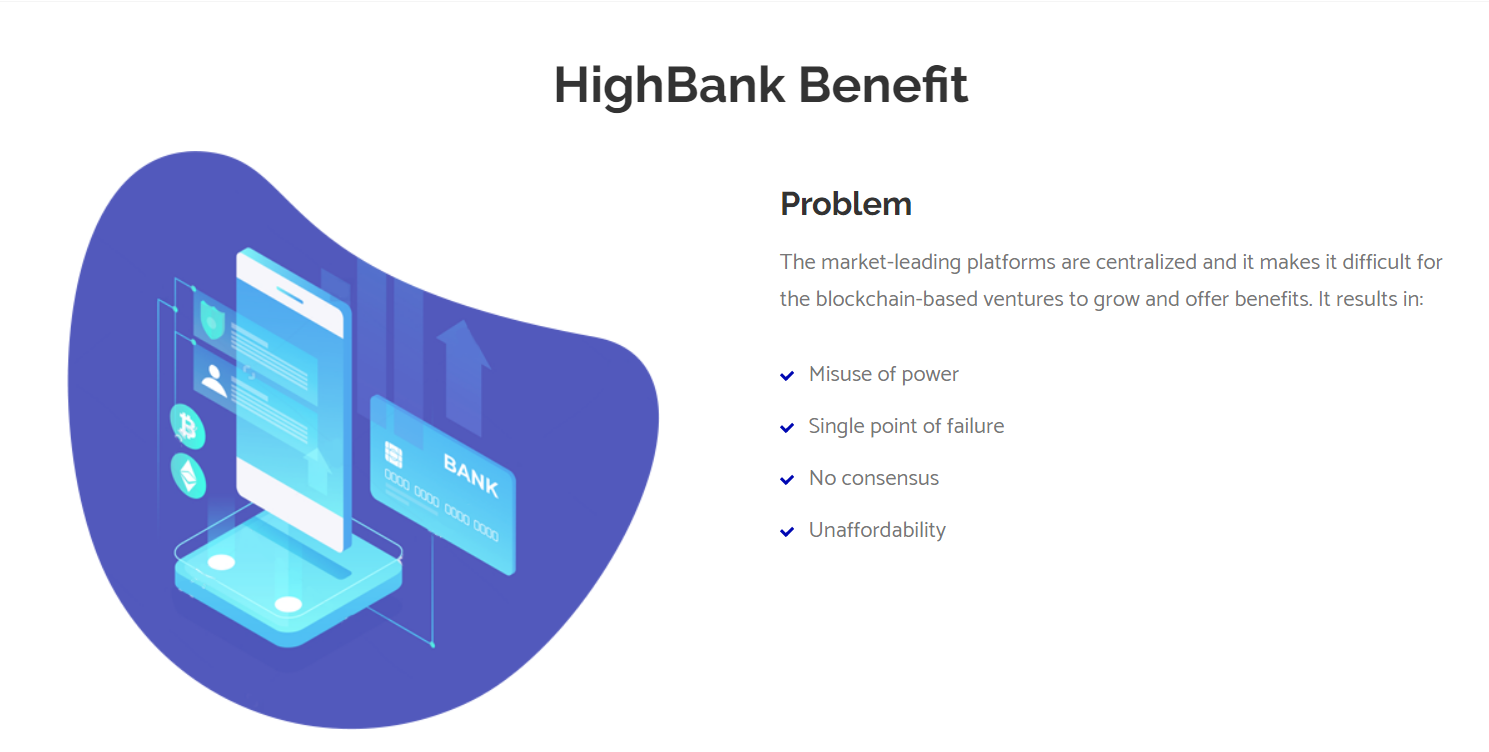 HighBank Benefit
Problem
The market-leading platforms are centralized and it makes it difficult for
the blockchain-based ventures to grow and offer benefits. It results in:
Misuse of power
Single point of failure
No consensus
Unaffordability
BANK
0000 0000 0000 0000